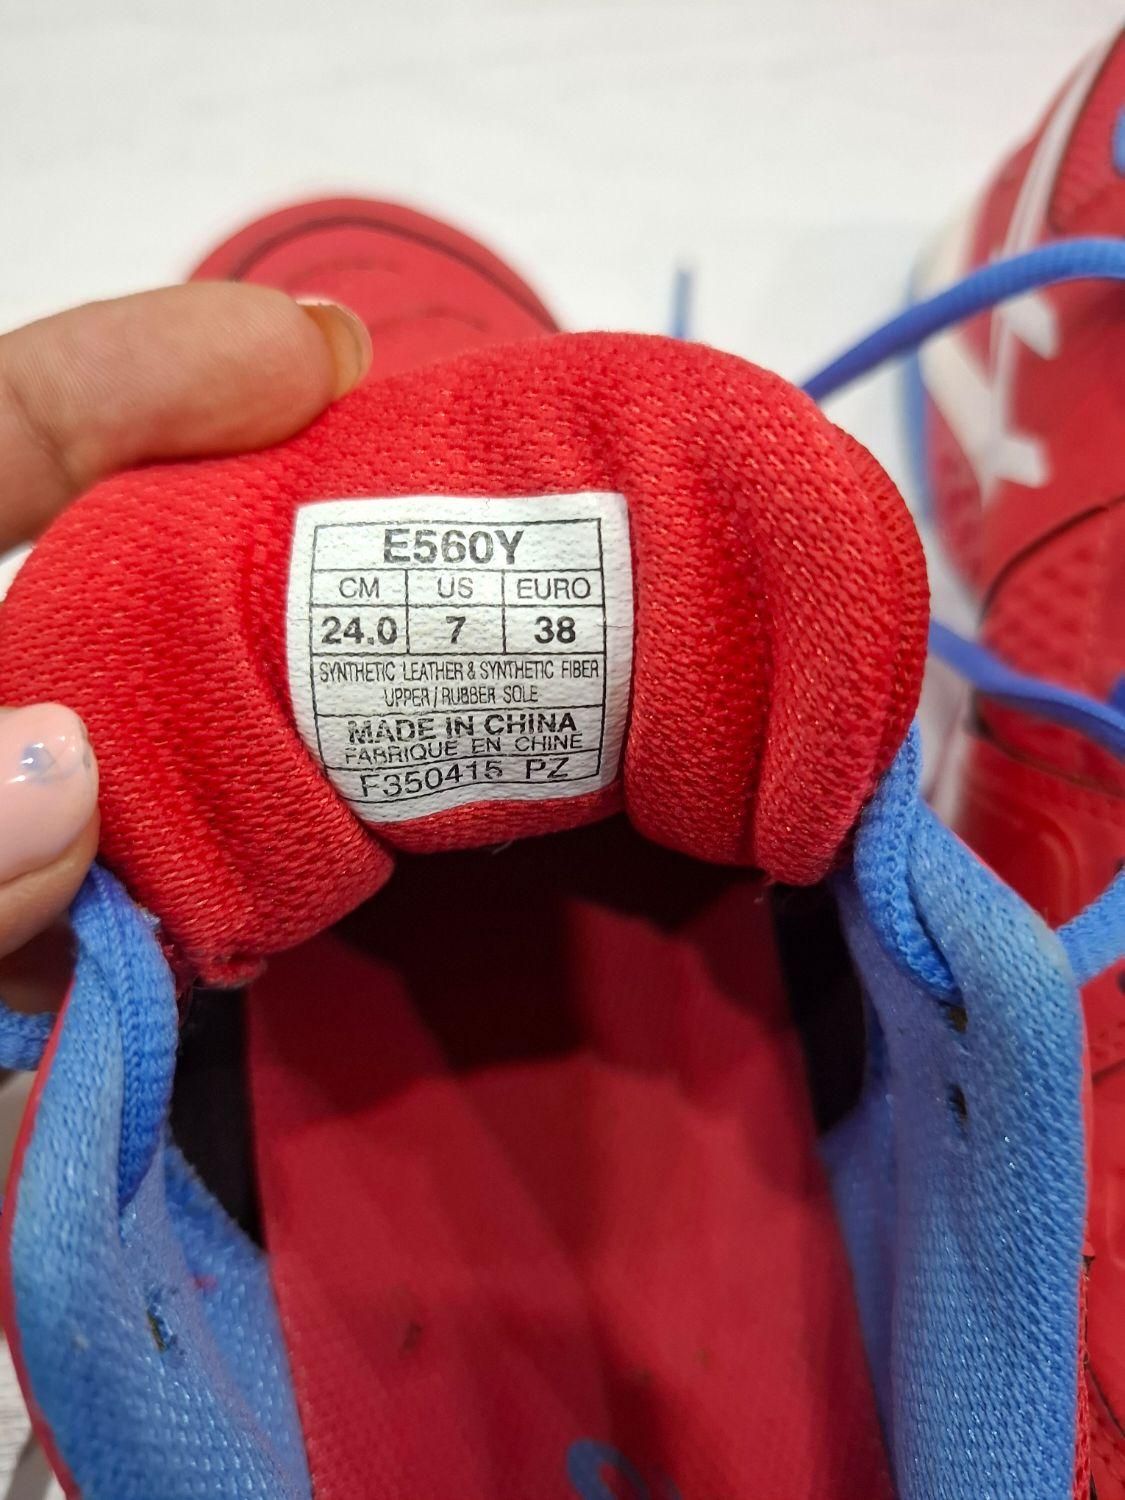 E560Y
CM US EURO
24.0 7 38
SYNTHETIC LEATHER & SYNTHETIC FIBER
UPPER / RUBBER SOLE
MADE IN CHINA
FABRIQUE EN CHINE
F350415 PZ